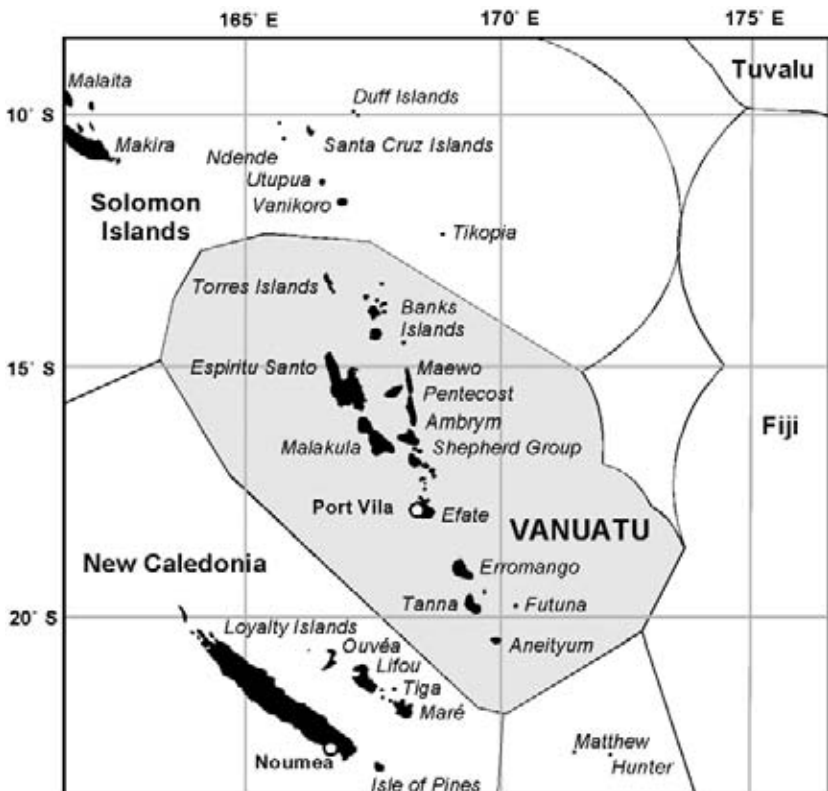 165° E
170° E
175° E
Tuvalu
Malaita
Duff Islands
10° S
Makira
Santa Cruz Islands
Ndende
Utupua
Solomon
Islands
Vanikoro
Tikopia
Torres Islands
Banks
Islands
15° S
Espiritu Santo
Maewo
Pentecost
Ambrym
Fiji
Malakula
Shepherd Group
Port Vila
Efate
VANUATU
New Caledonia
Erromango
Tanna
Futuna
20° S
Loyalty Islands
Ouvéa
Aneityum
Lifou
Tiga
Maré
Noumea
Matthew
Hunter
Isle of Pines